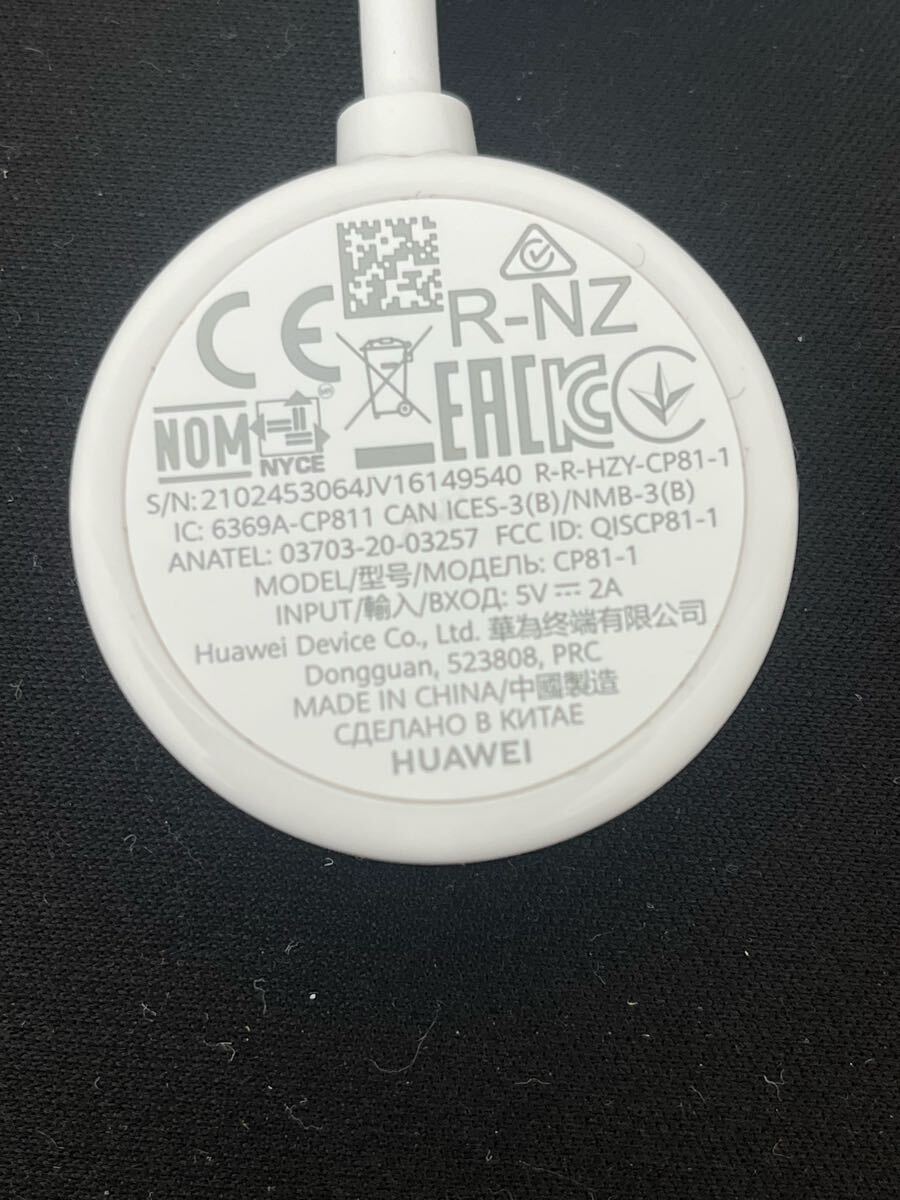 CE
R-NZ
NOM
NYCE
EAC
S/N:2102453064JV16149540 R-R-HZY-CP81-1
IC: 6369A-CP811 CAN ICES-3(B)/NMB-3(B)
ANATEL: 03703-20-03257 FCC ID: QISCP81-1
MODEL/型号/МОДЕЛЬ: CP81-1
INPUT/輸入/ВХОД: 5V⎓2A
Huawei Device Co., Ltd. 華為终端有限公司
Dongguan, 523808, PRC
MADE IN CHINA/中國製造
СДЕЛАНО В КИТАЕ
HUAWEI